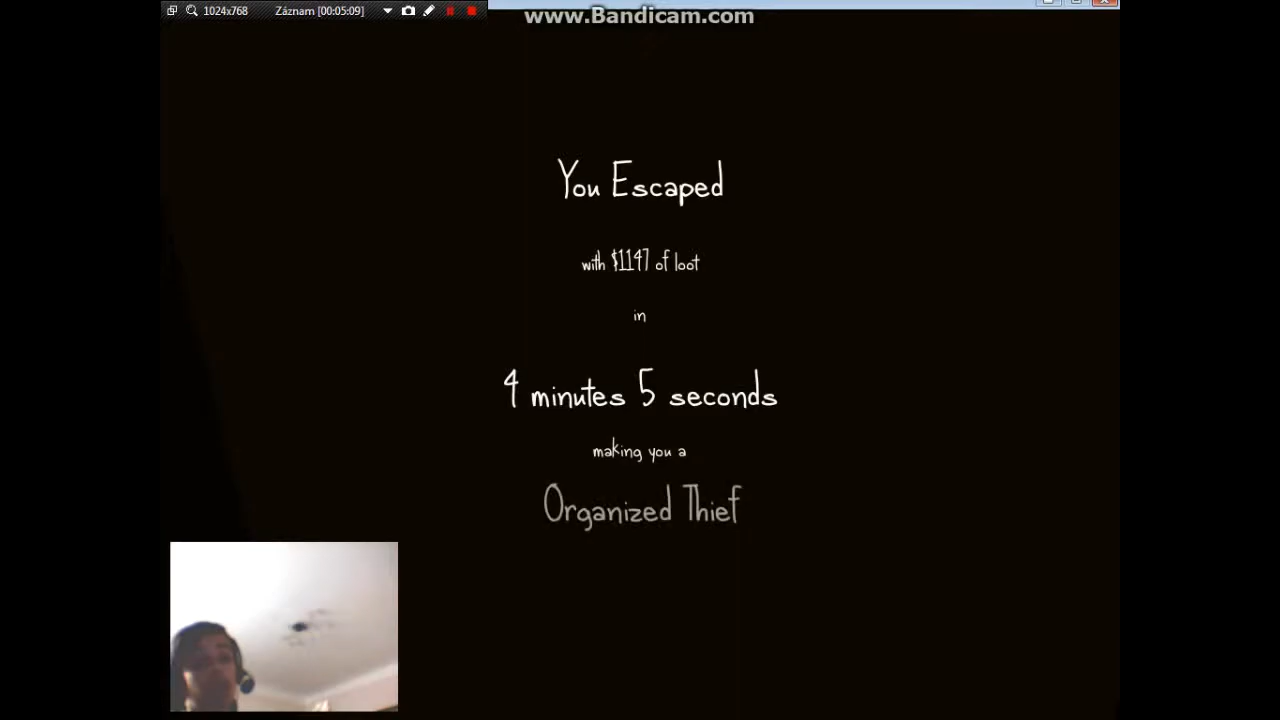 1024x768 Záznam [00:05:09]
www.Bandicam.com
You Escaped
with $1147 of loot
in
4 minutes 5 seconds
making you a
Organized Thief